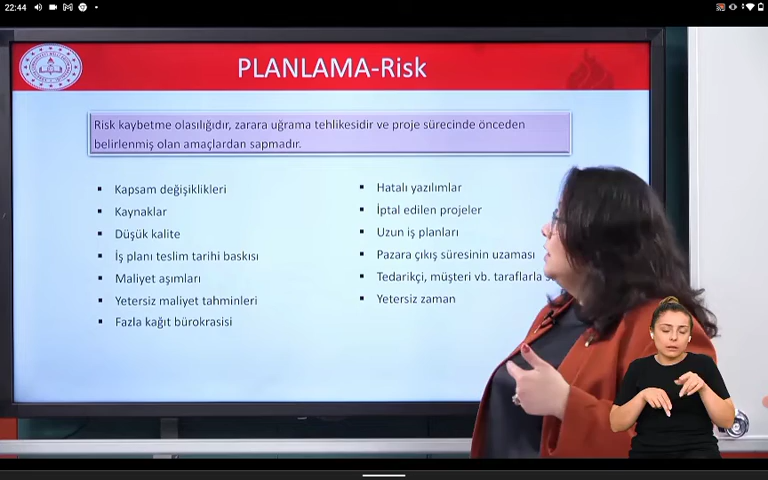 22:44
PLANLAMA-Risk
Risk kaybetme olasılığıdır, zarara uğrama tehlikesidir ve proje sürecinde önceden
belirlenmiş olan amaçlardan sapmadır.
▪ Kapsam değişiklikleri
▪ Kaynaklar
▪ Düşük kalite
▪ İş planı teslim tarihi baskısı
▪ Maliyet aşımları
▪ Yetersiz maliyet tahminleri
▪ Fazla kağıt bürokrasisi
▪ Hatalı yazılımlar
▪ İptal edilen projeler
▪ Uzun iş planları
▪ Pazara çıkış süresinin uzaması
▪ Tedarikçi, müşteri vb. taraflarla
▪ Yetersiz zaman